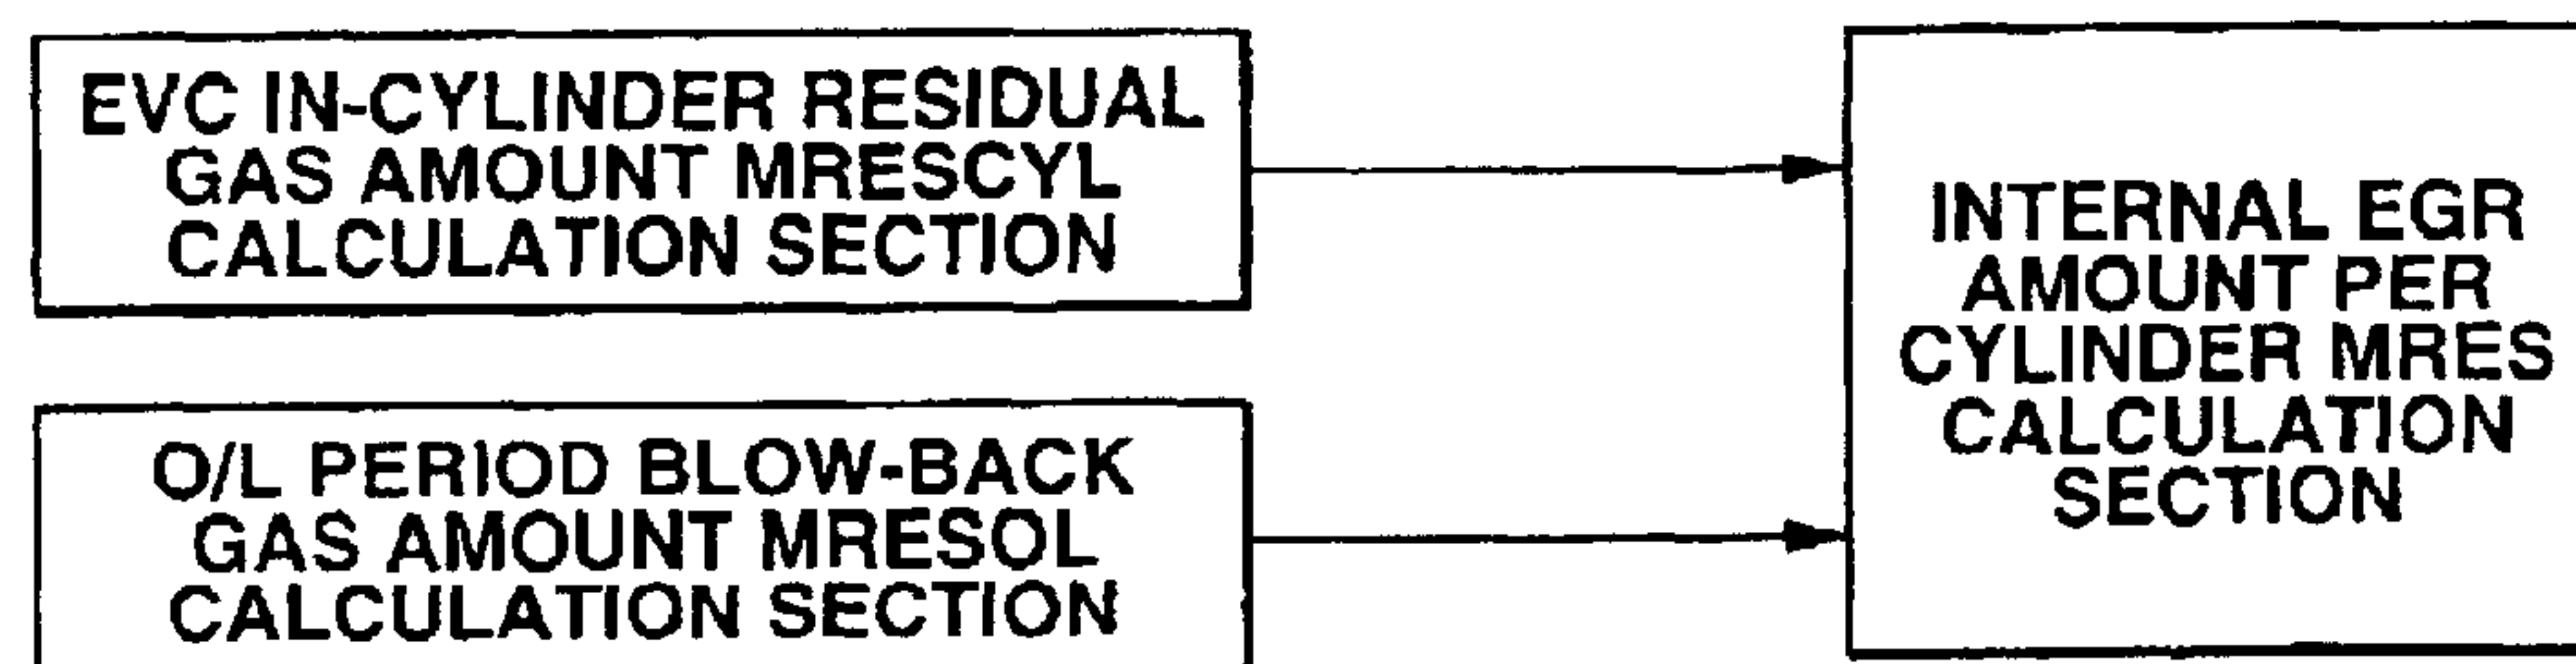 EVC IN-CYLINDER RESIDUAL
GAS AMOUNT MRESCYL
CALCULATION SECTION
O/L PERIOD BLOW-BACK
GAS AMOUNT MRESOL
CALCULATION SECTION
INTERNAL EGR
AMOUNT PER
CYLINDER MRES
CALCULATION
SECTION